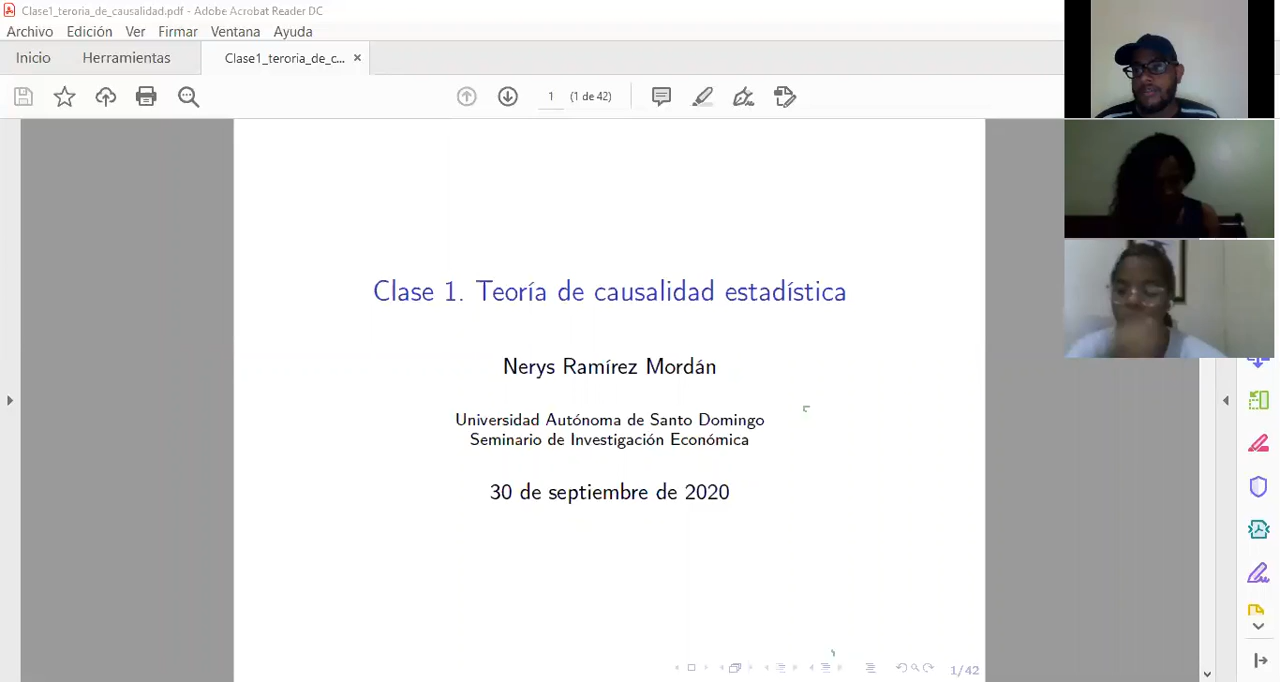 Clase1_teroria_de_causalidad.pdf - Adobe Acrobat Reader DC
Archivo Edición Ver Firmar Ventana Ayuda
Inicio Herramientas Clase1_teroria_de_c... ×
1 (1 de 42)
Clase 1. Teoría de causalidad estadística
Nerys Ramírez Mordán
Universidad Autónoma de Santo Domingo
Seminario de Investigación Económica
30 de septiembre de 2020
1/42